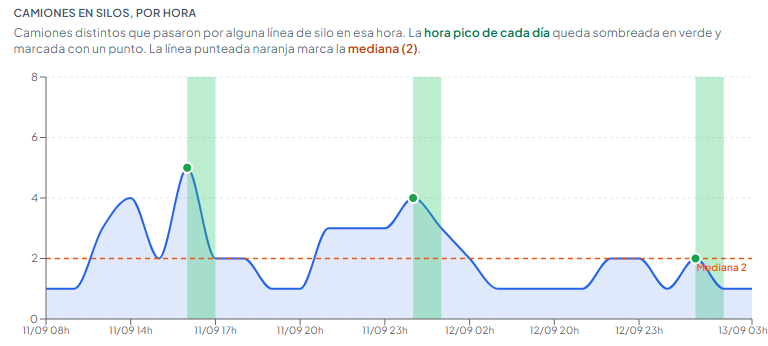 CAMIONES EN SILOS, POR HORA
Camiones distintos que pasaron por alguna línea de silo en esa hora. La hora pico de cada día queda sombreada en verde y
marcada con un punto. La línea punteada naranja marca la mediana (2).
8
6
4
2
Mediana 2
0
11/09 08h 11/09 14h 11/09 17h 11/09 20h 11/09 23h 12/09 02h 12/09 20h 12/09 23h 13/09 03h